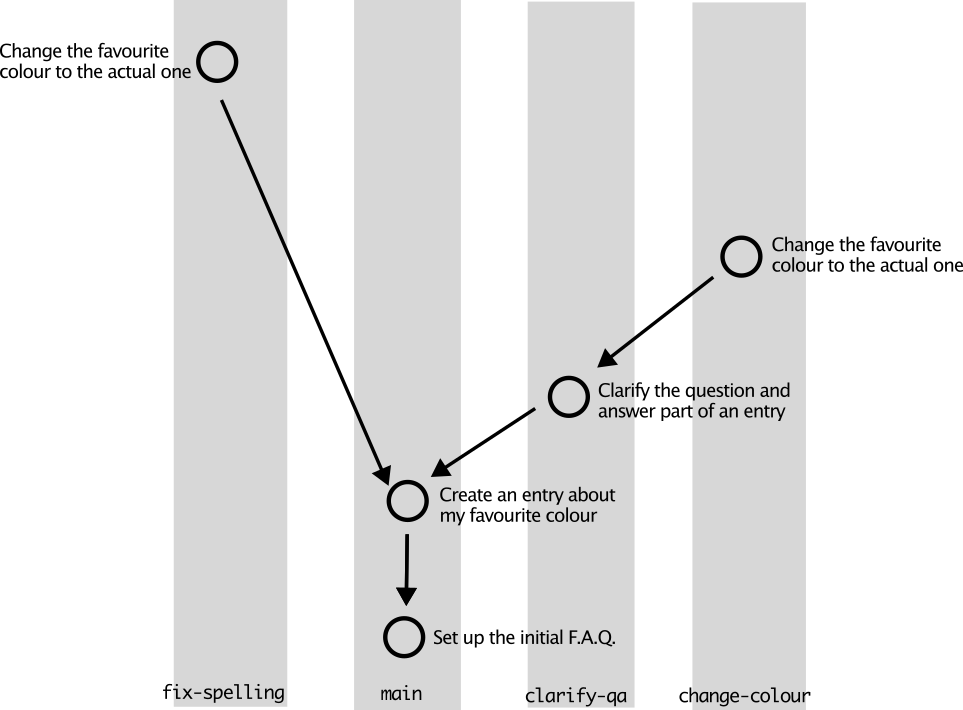 Change the favourite
colour to the actual one
Change the favourite
colour to the actual one
Clarify the question and
answer part of an entry
Create an entry about
my favourite colour
Set up the initial F.A.Q.
fix-spelling
main
clarify-qa
change-colour